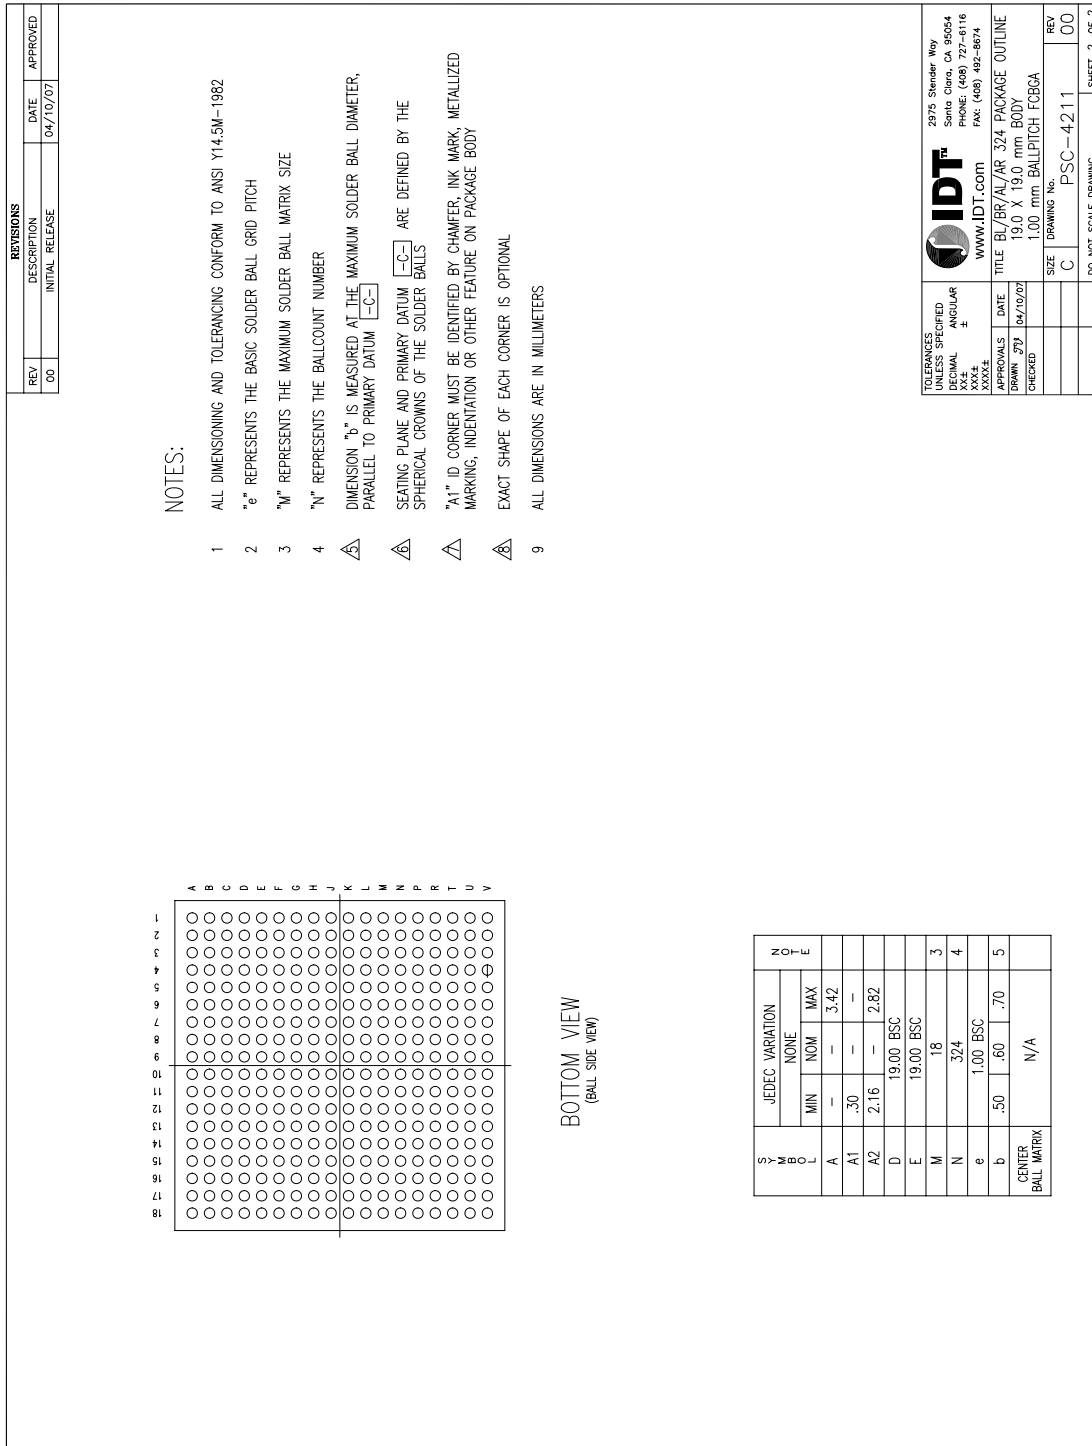 REVISIONS
REV DESCRIPTION DATE APPROVED
00 INITIAL RELEASE 04/10/07
NOTES:
1 ALL DIMENSIONING AND TOLERANCING CONFORM TO ANSI Y14.5M-1982
2 "e" REPRESENTS THE BASIC SOLDER BALL GRID PITCH
3 "M" REPRESENTS THE MAXIMUM SOLDER BALL MATRIX SIZE
4 "N" REPRESENTS THE BALLCOUNT NUMBER
5 DIMENSION "b" IS MEASURED AT THE MAXIMUM SOLDER BALL DIAMETER,
PARALLEL TO PRIMARY DATUM -C-
6 SEATING PLANE AND PRIMARY DATUM -C- ARE DEFINED BY THE
SPHERICAL CROWNS OF THE SOLDER BALLS
7 "A1" ID CORNER MUST BE IDENTIFIED BY CHAMFER, INK MARK, METALLIZED
MARKING, INDENTATION OR OTHER FEATURE ON PACKAGE BODY
8 EXACT SHAPE OF EACH CORNER IS OPTIONAL
9 ALL DIMENSIONS ARE IN MILLIMETERS
18 17 16 15 14 13 12 11 10 9 8 7 6 5 4 3 2 1
A
B
C
D
E
F
G
H
J
K
L
M
N
P
R
T
U
V
BOTTOM VIEW
(BALL SIDE VIEW)
SYMBOL JEDEC VARIATION NOTE
NONE
MIN NOM MAX
A - - 3.42
A1 .30 - -
A2 2.16 - 2.82
D 19.00 BSC
E 19.00 BSC
M 18 3
N 324 4
e 1.00 BSC
b .50 .60 .70 5
CENTER
BALL MATRIX N/A
TOLERANCES
UNLESS SPECIFIED
DECIMAL ANGULAR
XX± ±
XXX±
XXXX±
IDT™
www.IDT.com
2975 Stender Way
Santa Clara, CA 95054
PHONE: (408) 727-6116
FAX: (408) 492-8674
APPROVALS DATE
DRAWN 04/10/07
CHECKED
TITLE BL/BR/AL/AR 324 PACKAGE OUTLINE
19.0 X 19.0 mm BODY
1.00 mm BALLPITCH FCBGA
SIZE DRAWING No. REV
C PSC-4211 00
DO NOT SCALE DRAWING SHEET 2 OF 2